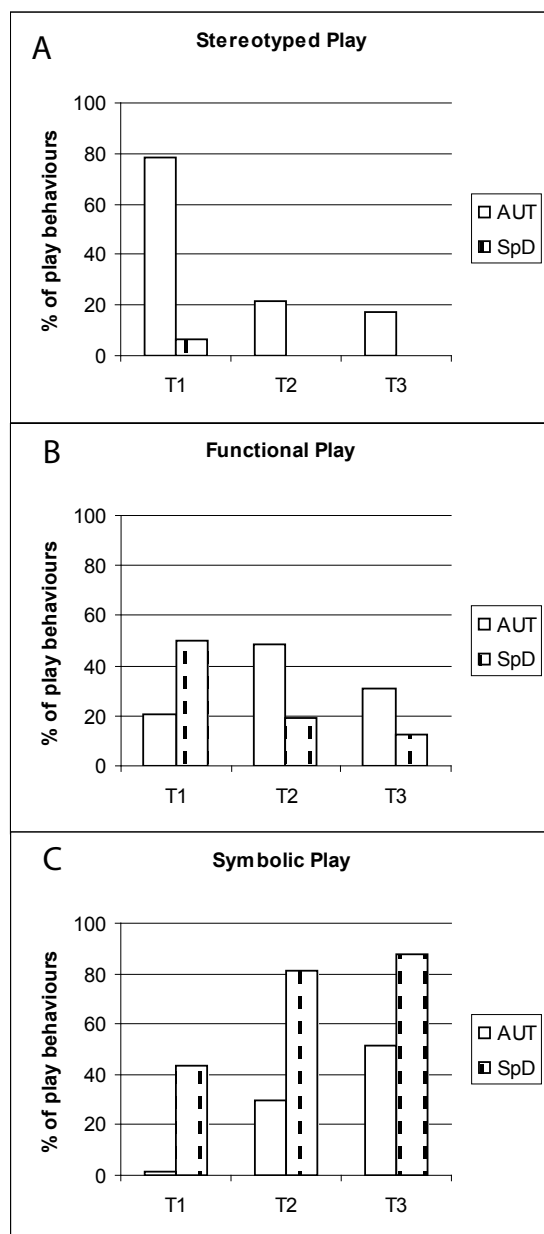 A
Stereotyped Play
% of play behaviours
100
80
60
40
20
0
T1 T2 T3
AUT
SpD
B
Functional Play
% of play behaviours
100
80
60
40
20
0
T1 T2 T3
AUT
SpD
C
Symbolic Play
% of play behaviours
100
80
60
40
20
0
T1 T2 T3
AUT
SpD